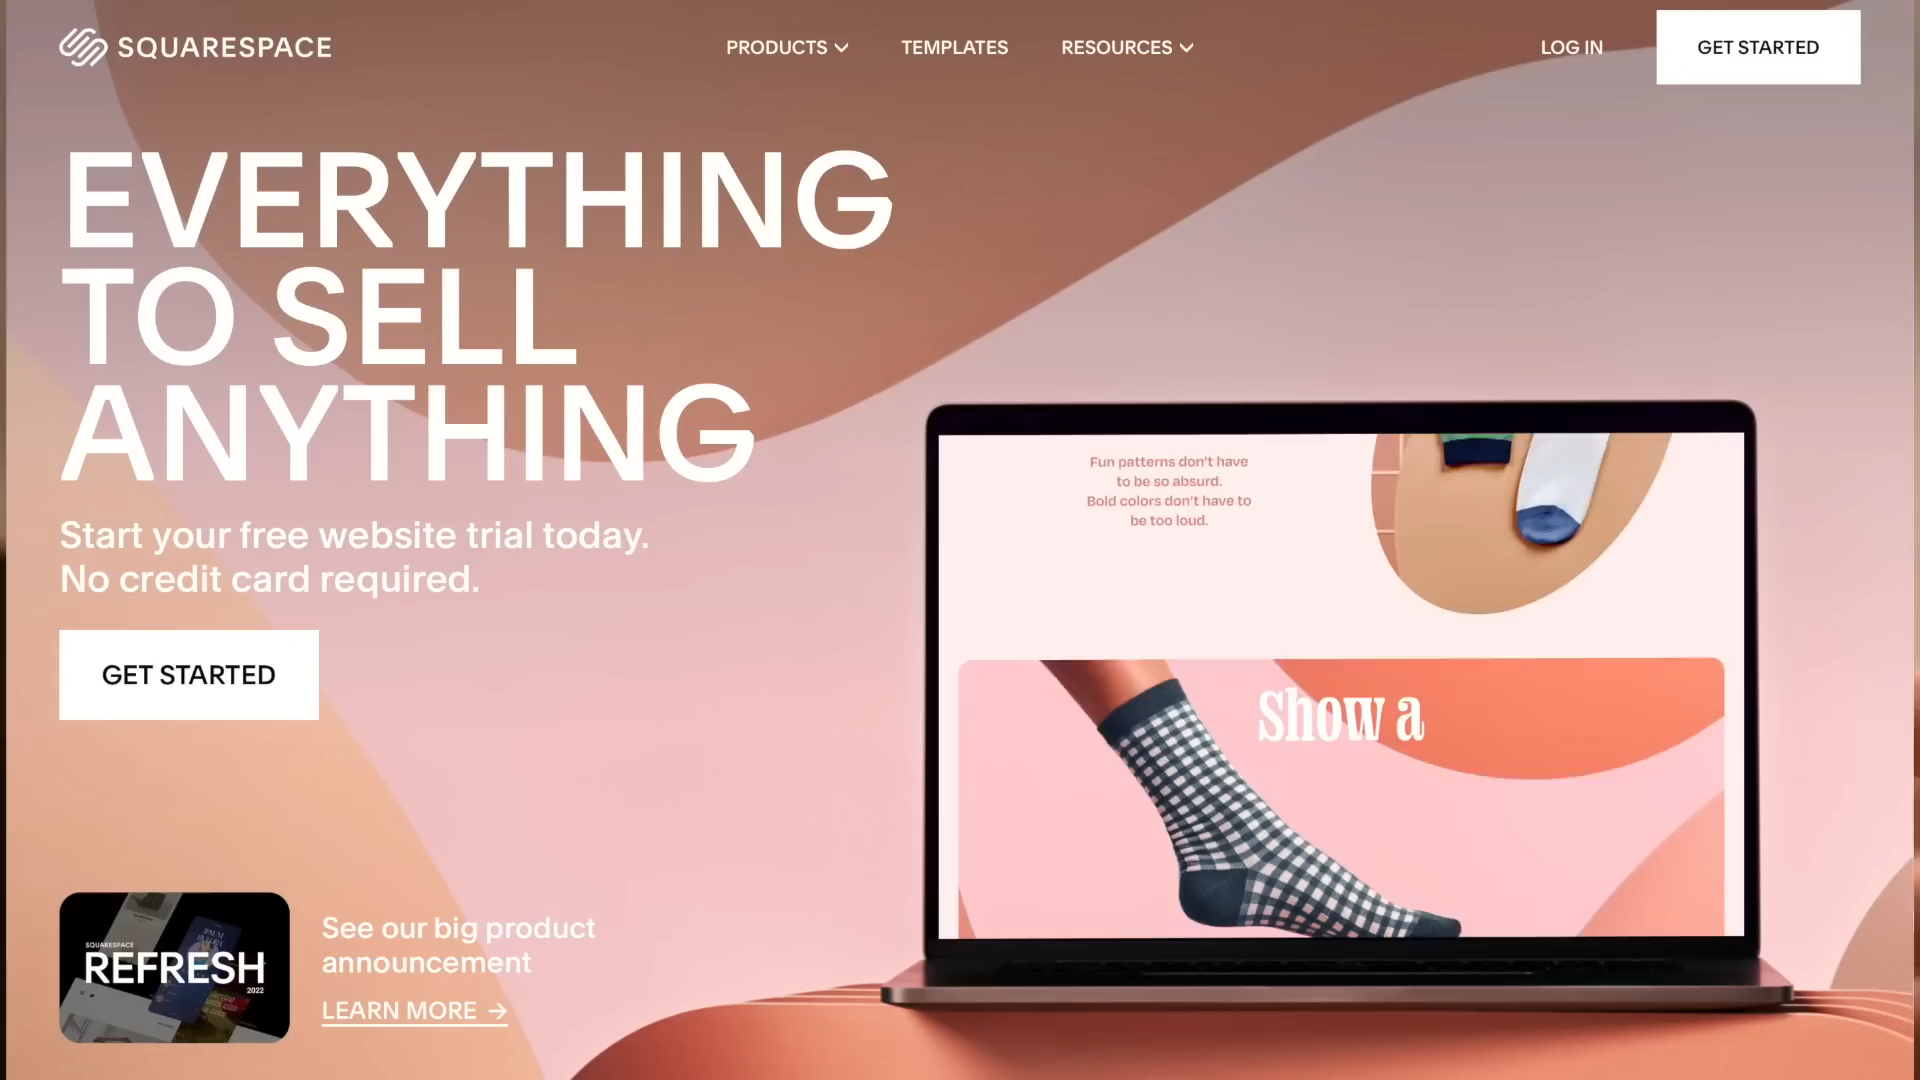 SQUARESPACE
PRODUCTS
TEMPLATES
RESOURCES
LOG IN
GET STARTED
EVERYTHING
TO SELL
ANYTHING
Start your free website trial today.
No credit card required.
GET STARTED
Fun patterns don't have
to be so absurd.
Bold colors don't have to
be too loud.
Show a
SQUARESPACE
REFRESH
2022
See our big product
announcement
LEARN MORE →